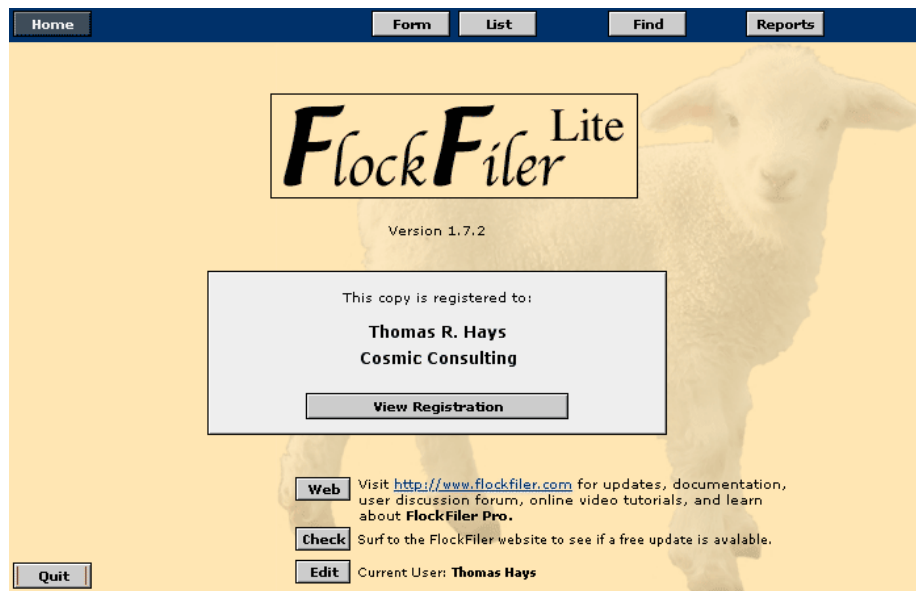 Home Form List Find Reports
FlockFiler Lite
Version 1.7.2
This copy is registered to:
Thomas R. Hays
Cosmic Consulting
View Registration
Web Visit http://www.flockfiler.com for updates, documentation,
user discussion forum, online video tutorials, and learn
about FlockFiler Pro.
Check Surf to the FlockFiler website to see if a free update is avalable.
Edit Current User: Thomas Hays
Quit